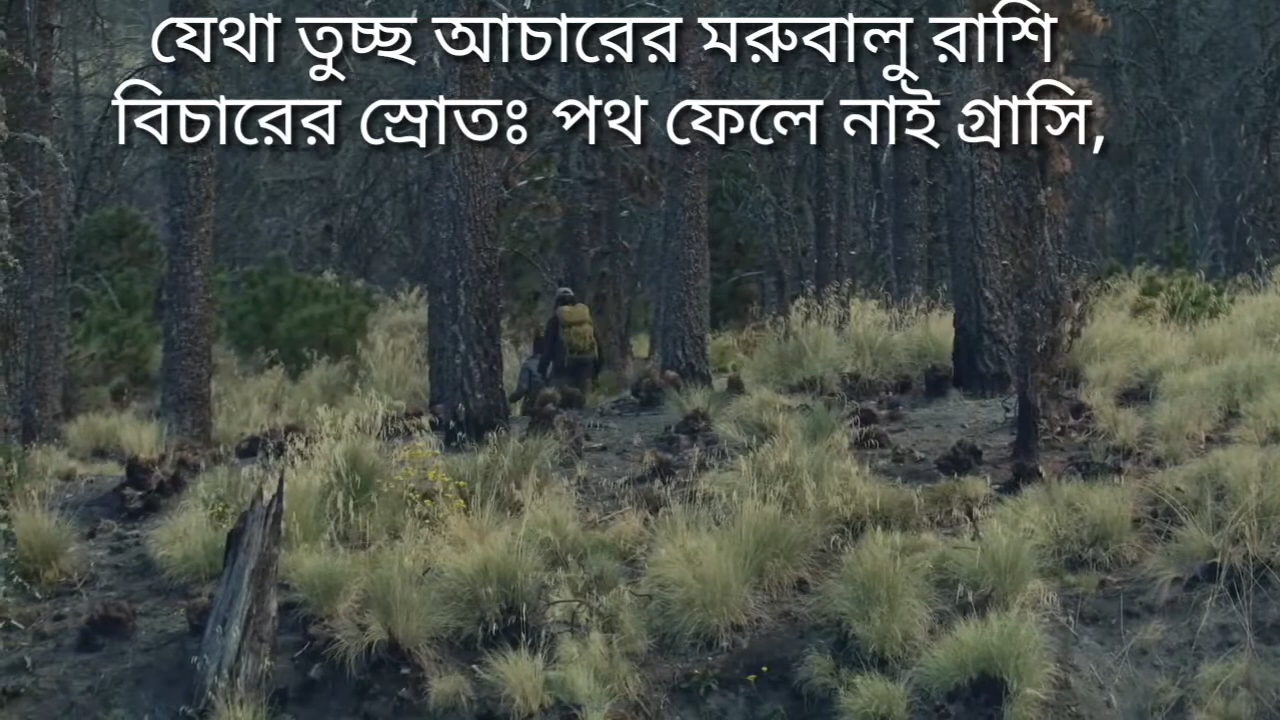 যেথা তুচ্ছ আচারের মরুবালু রাশি
বিচারের স্রোতঃ পথ ফেলে নাই গ্রাসি,